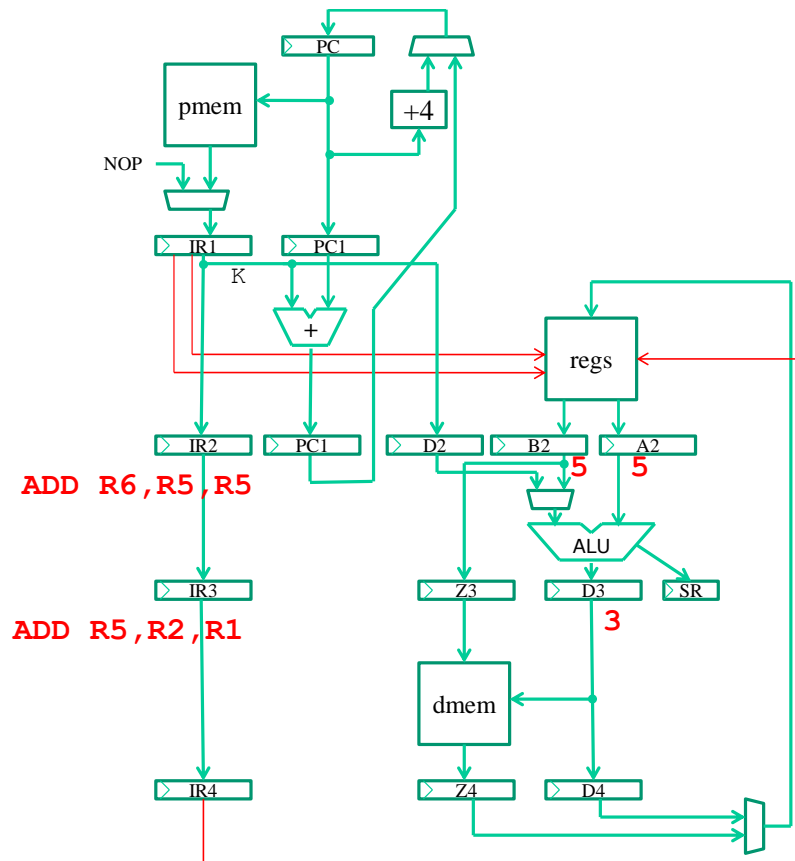 PC
pmem
+4
NOP
IR1
PC1
K
+
regs
IR2
PC1
D2
B2
A2
ADD R6,R5,R5
5
5
ALU
IR3
Z3
D3
SR
ADD R5,R2,R1
3
dmem
IR4
Z4
D4